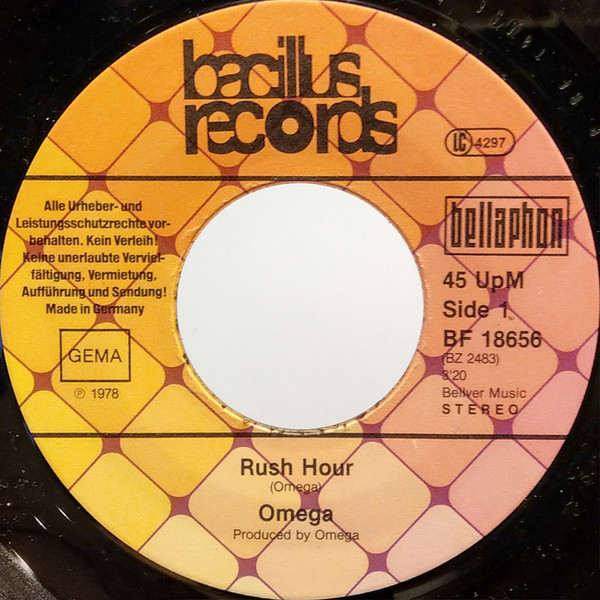 bacillus
records
LC 4297
Alle Urheber- und
Leistungsschutzrechte vor-
behalten. Kein Verleih!
Keine unerlaubte Verviel-
fältigung, Vermietung,
Aufführung und Sendung!
Made in Germany
GEMA
℗ 1978
bellaphon
45 UpM
Side 1
BF 18656
(BZ 2483)
3'20
Bellver Music
STEREO
Rush Hour
(Omega)
Omega
Produced by Omega